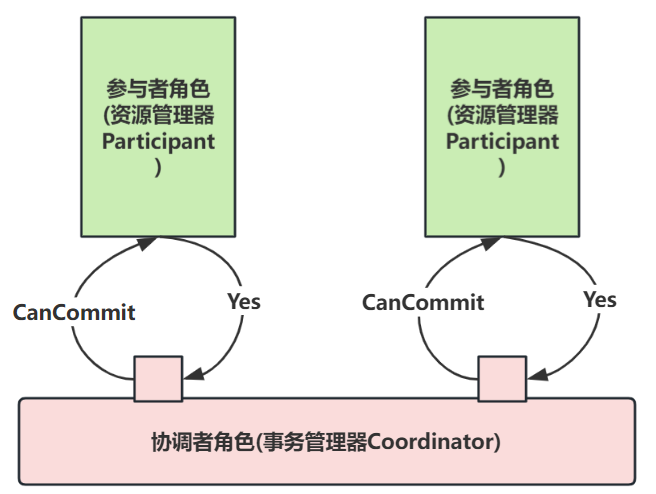 参与者角色
(资源管理器
Participant
)
参与者角色
(资源管理器
Participant
)
CanCommit
Yes
CanCommit
Yes
协调者角色(事务管理器Coordinator)